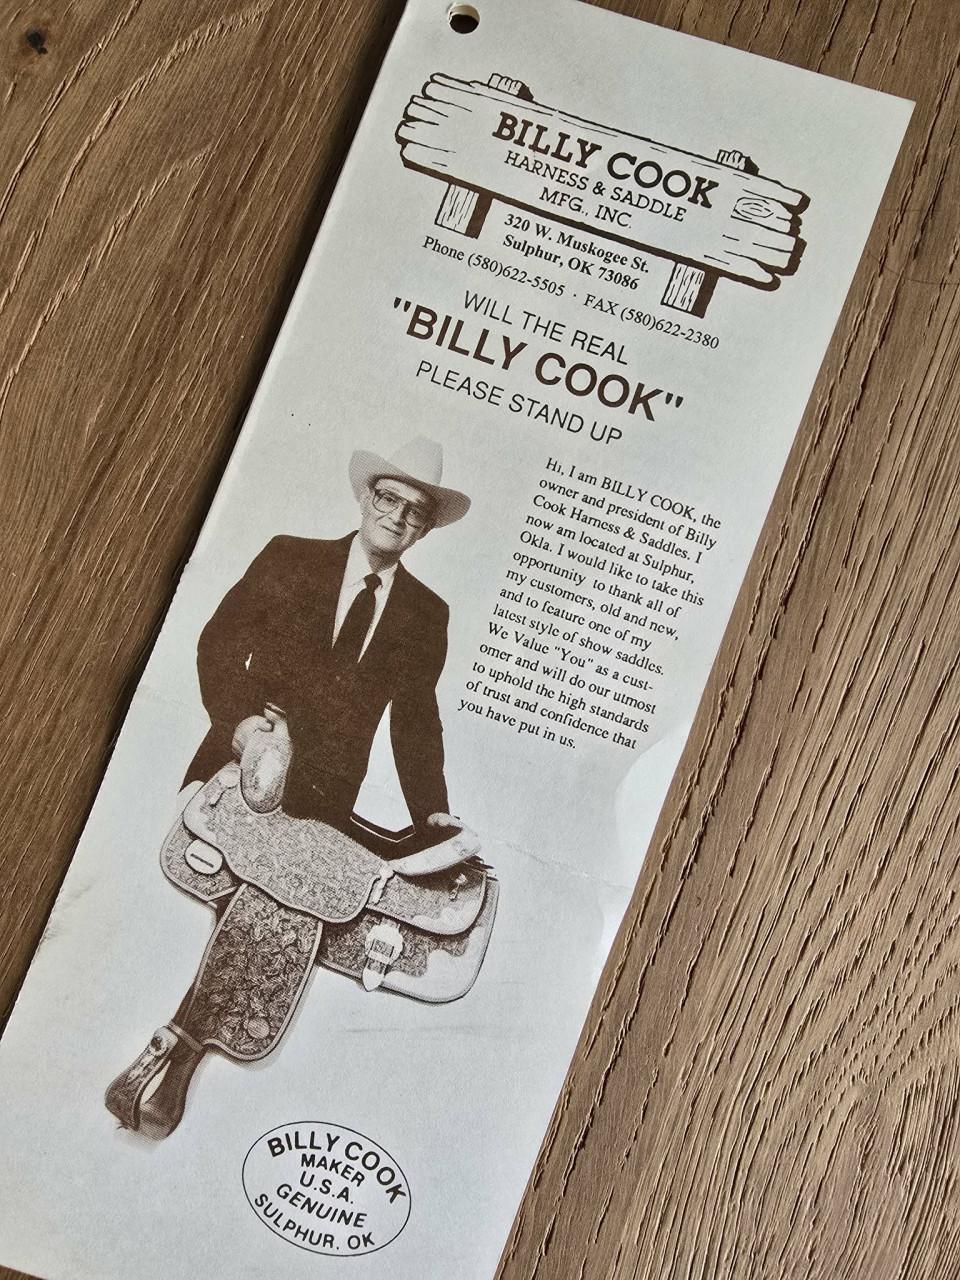 BILLY COOK
HARNESS & SADDLE
MFG., INC.
320 W. Muskogee St.
Sulphur, OK 73086
Phone (580)622-5505 · FAX (580)622-2380
WILL THE REAL
"BILLY COOK"
PLEASE STAND UP
Hi, I am BILLY COOK, the
owner and president of Billy
Cook Harness & Saddles. I
now am located at Sulphur,
Okla. I would like to take this
opportunity to thank all of
my customers, old and new,
and to feature one of my
latest style of show saddles.
We Value "You" as a cust-
omer and will do our utmost
to uphold the high standards
of trust and confidence that
you have put in us.
BILLY COOK
MAKER
U.S.A.
GENUINE
SULPHUR, OK